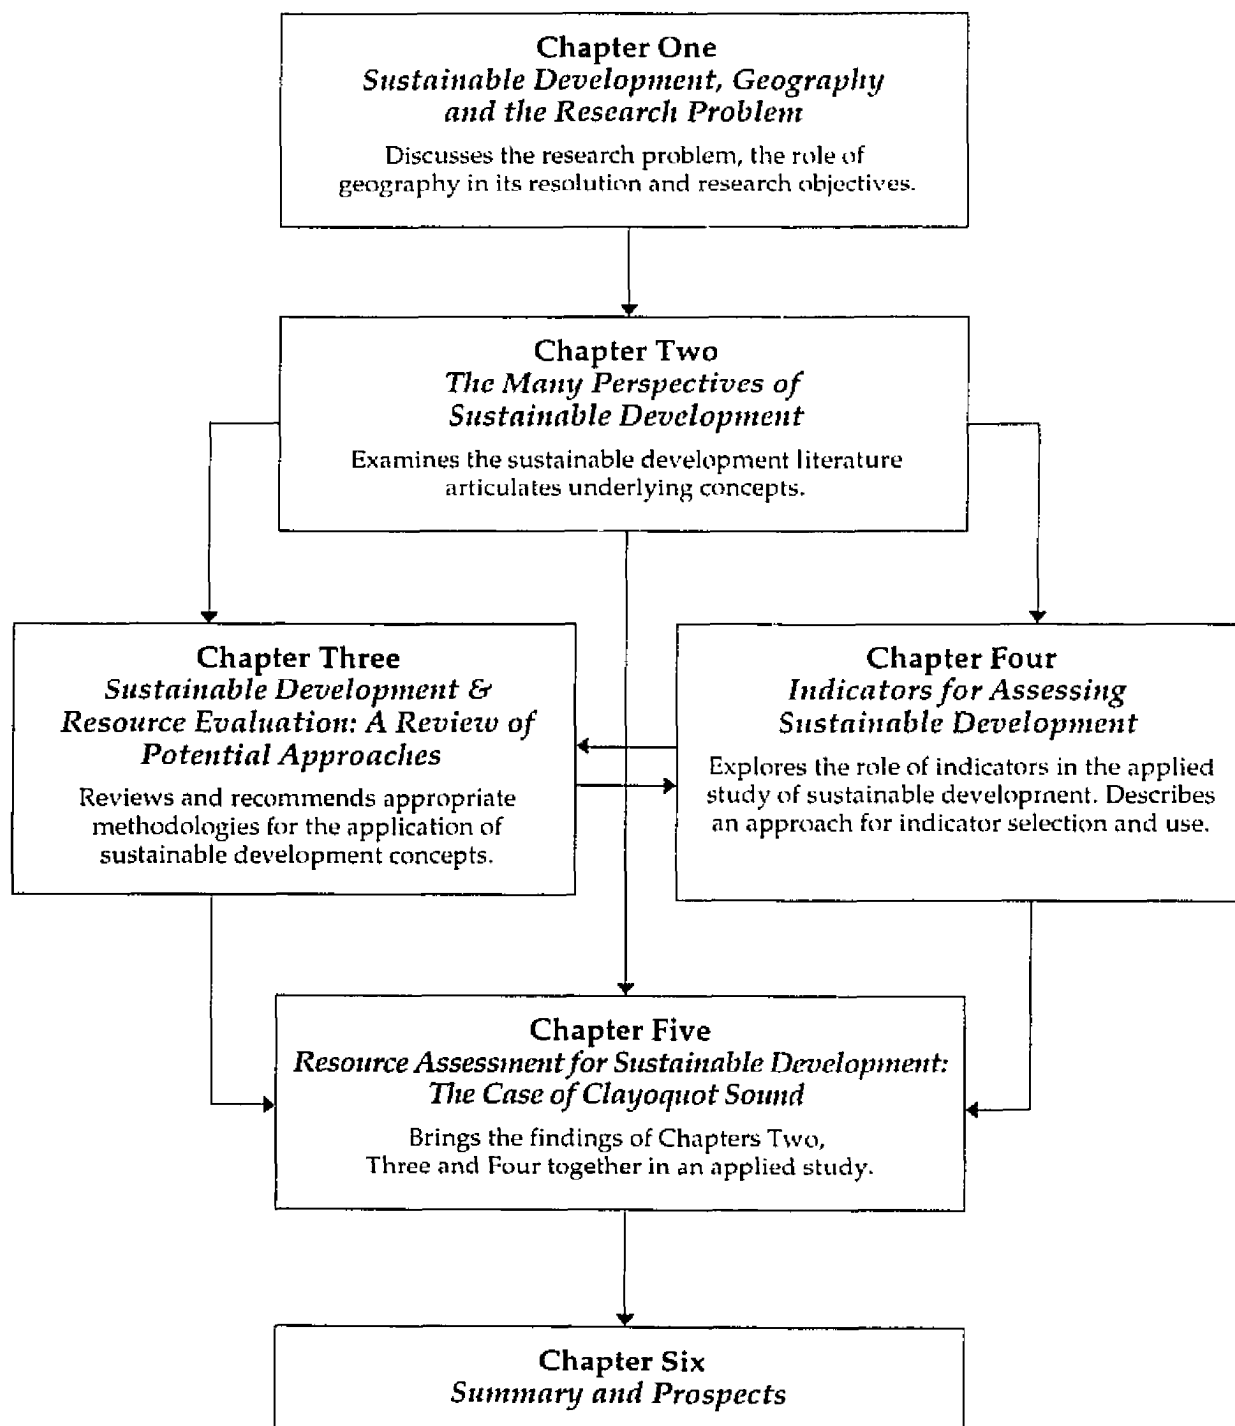 Chapter One
Sustainable Development, Geography
and the Research Problem
Discusses the research problem, the role of
geography in its resolution and research objectives.
Chapter Two
The Many Perspectives of
Sustainable Development
Examines the sustainable development literature
articulates underlying concepts.
Chapter Three
Sustainable Development &
Resource Evaluation: A Review of
Potential Approaches
Reviews and recommends appropriate
methodologies for the application of
sustainable development concepts.
Chapter Four
Indicators for Assessing
Sustainable Development
Explores the role of indicators in the applied
study of sustainable development. Describes
an approach for indicator selection and use.
Chapter Five
Resource Assessment for Sustainable Development:
The Case of Clayoquot Sound
Brings the findings of Chapters Two,
Three and Four together in an applied study.
Chapter Six
Summary and Prospects